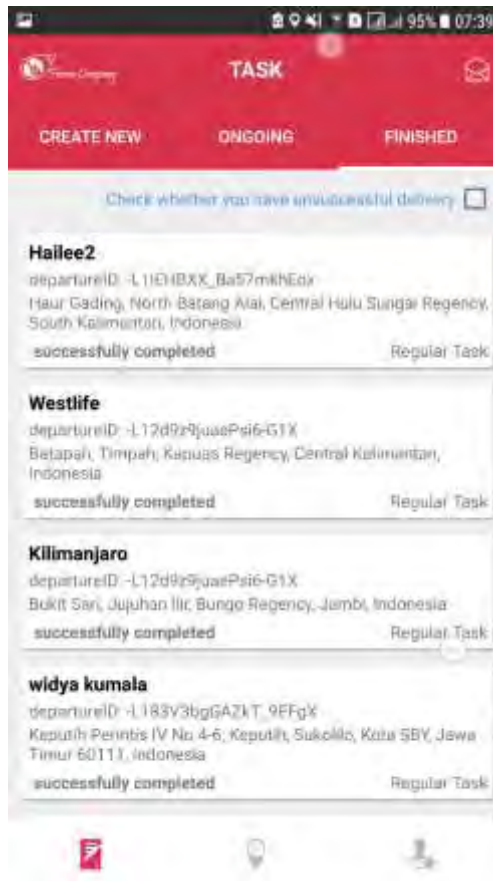 95% 07:39
Company
TASK
CREATE NEW ONGOING FINISHED
Check whether you have unsuccessful delivery
Hailee2
departureID: -L1IEHBXX_Ba57mkhEox
Haur Gading, North Batang Alai, Central Hulu Sungai Regency,
South Kalimantan, Indonesia
successfully completed Regular Task
Westlife
departureID: -L12d9z9juaePsi6-G1X
Batapah, Timpah, Kapuas Regency, Central Kalimantan,
Indonesia
successfully completed Regular Task
Kilimanjaro
departureID: -L12d9z9juaePsi6-G1X
Bukit Sari, Jujuhan Ilir, Bungo Regency, Jambi, Indonesia
successfully completed Regular Task
widya kumala
departureID: -L183V3bgGAZkT_9FFgX
Keputih Perintis IV No.4-6, Keputih, Sukolilo, Kota SBY, Jawa
Timur 60111, Indonesia
successfully completed Regular Task